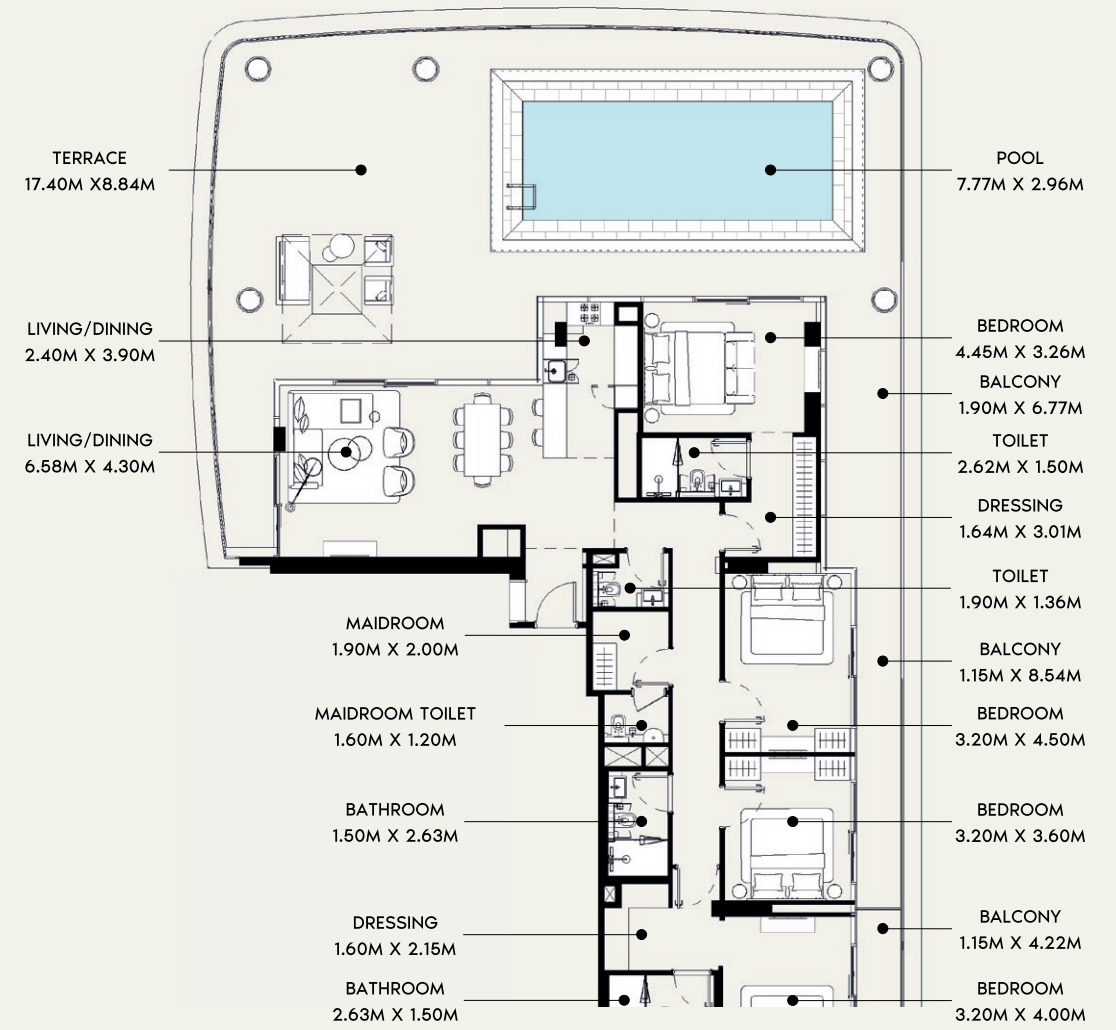 TERRACE
17.40M X8.84M
LIVING/DINING
2.40M X 3.90M
LIVING/DINING
6.58M X 4.30M
MAIDROOM
1.90M X 2.00M
MAIDROOM TOILET
1.60M X 1.20M
BATHROOM
1.50M X 2.63M
DRESSING
1.60M X 2.15M
BATHROOM
2.63M X 1.50M
POOL
7.77M X 2.96M
BEDROOM
4.45M X 3.26M
BALCONY
1.90M X 6.77M
TOILET
2.62M X 1.50M
DRESSING
1.64M X 3.01M
TOILET
1.90M X 1.36M
BALCONY
1.15M X 8.54M
BEDROOM
3.20M X 4.50M
BEDROOM
3.20M X 3.60M
BALCONY
1.15M X 4.22M
BEDROOM
3.20M X 4.00M